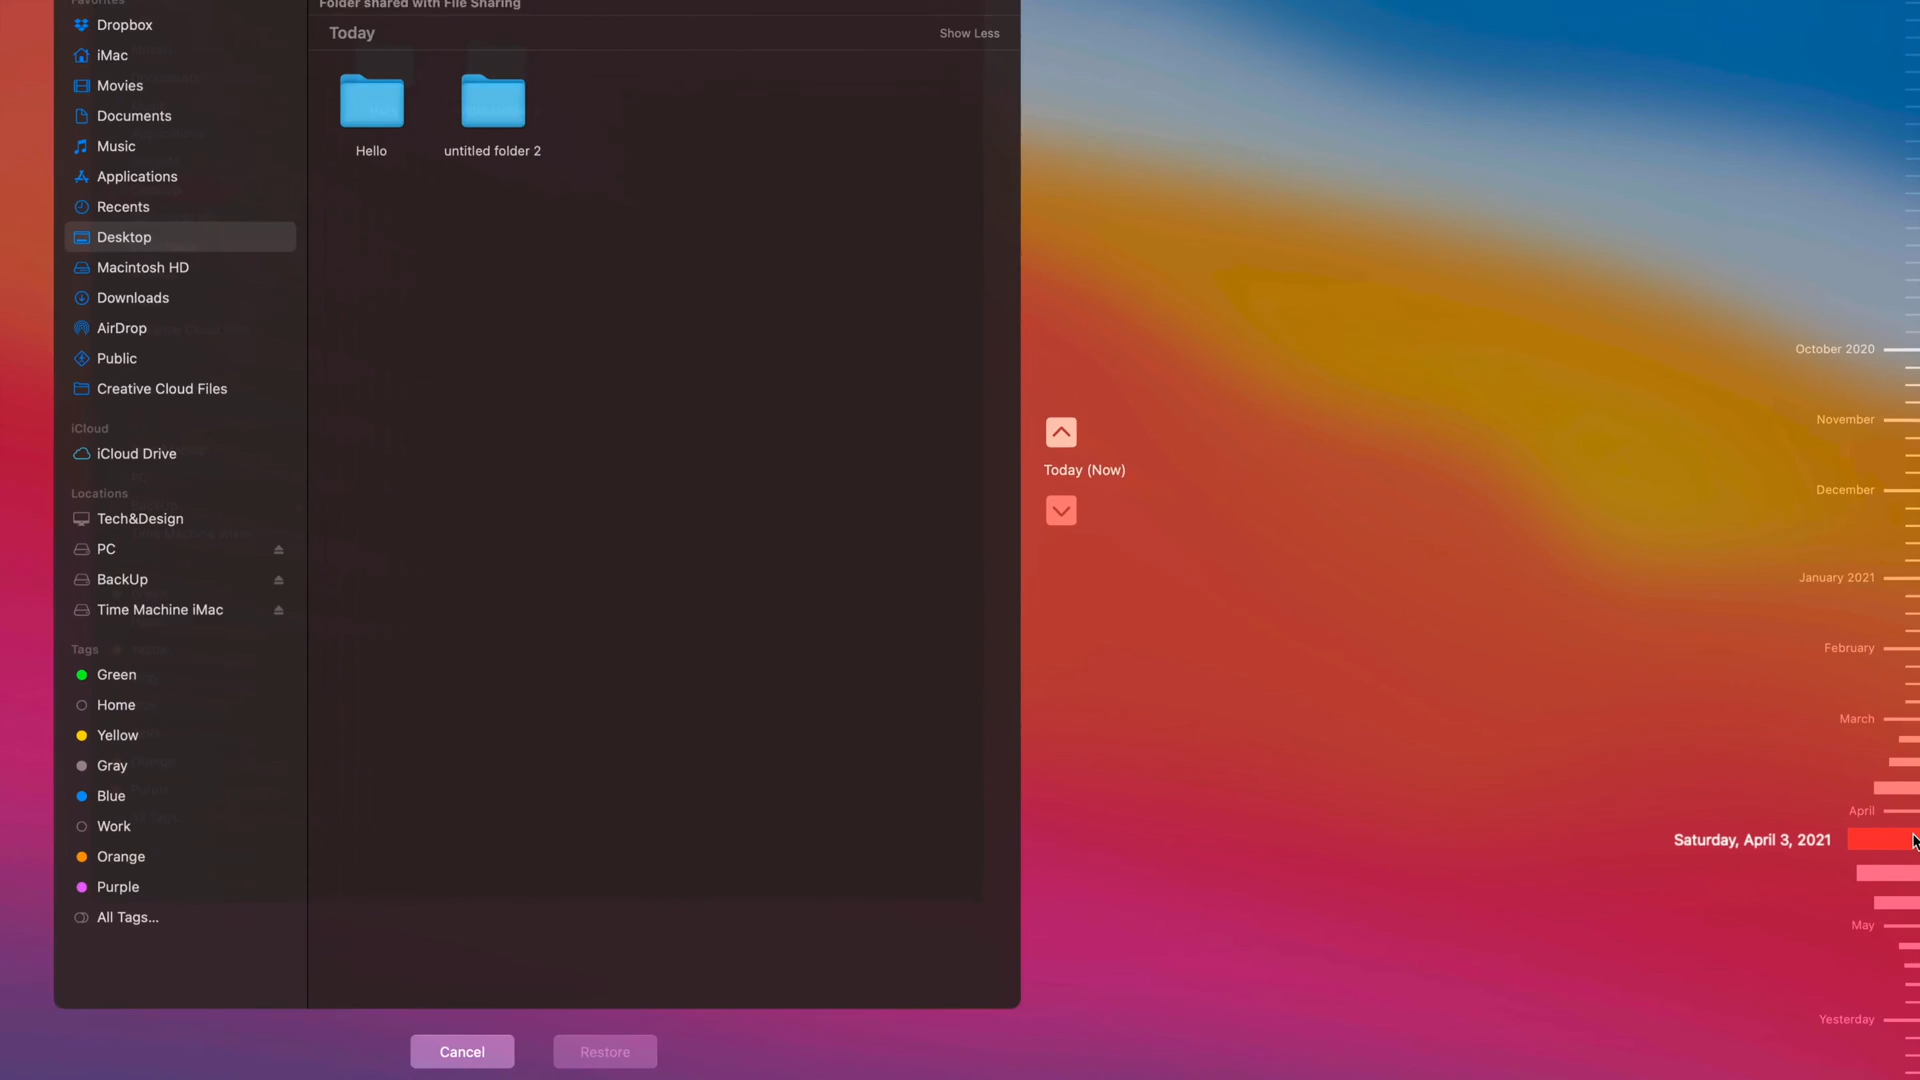 Favorites
Dropbox
iMac
Movies
Documents
Music
Applications
Recents
Desktop
Macintosh HD
Downloads
AirDrop
Public
Creative Cloud Files
iCloud
iCloud Drive
Locations
Tech&Design
PC
BackUp
Time Machine iMac
Tags
Green
Home
Yellow
Gray
Blue
Work
Orange
Purple
All Tags...
Folder shared with File Sharing
Today
Show Less
Hello
untitled folder 2
Cancel
Restore
Today (Now)
October 2020
November
December
January 2021
February
March
April
Saturday, April 3, 2021
May
Yesterday